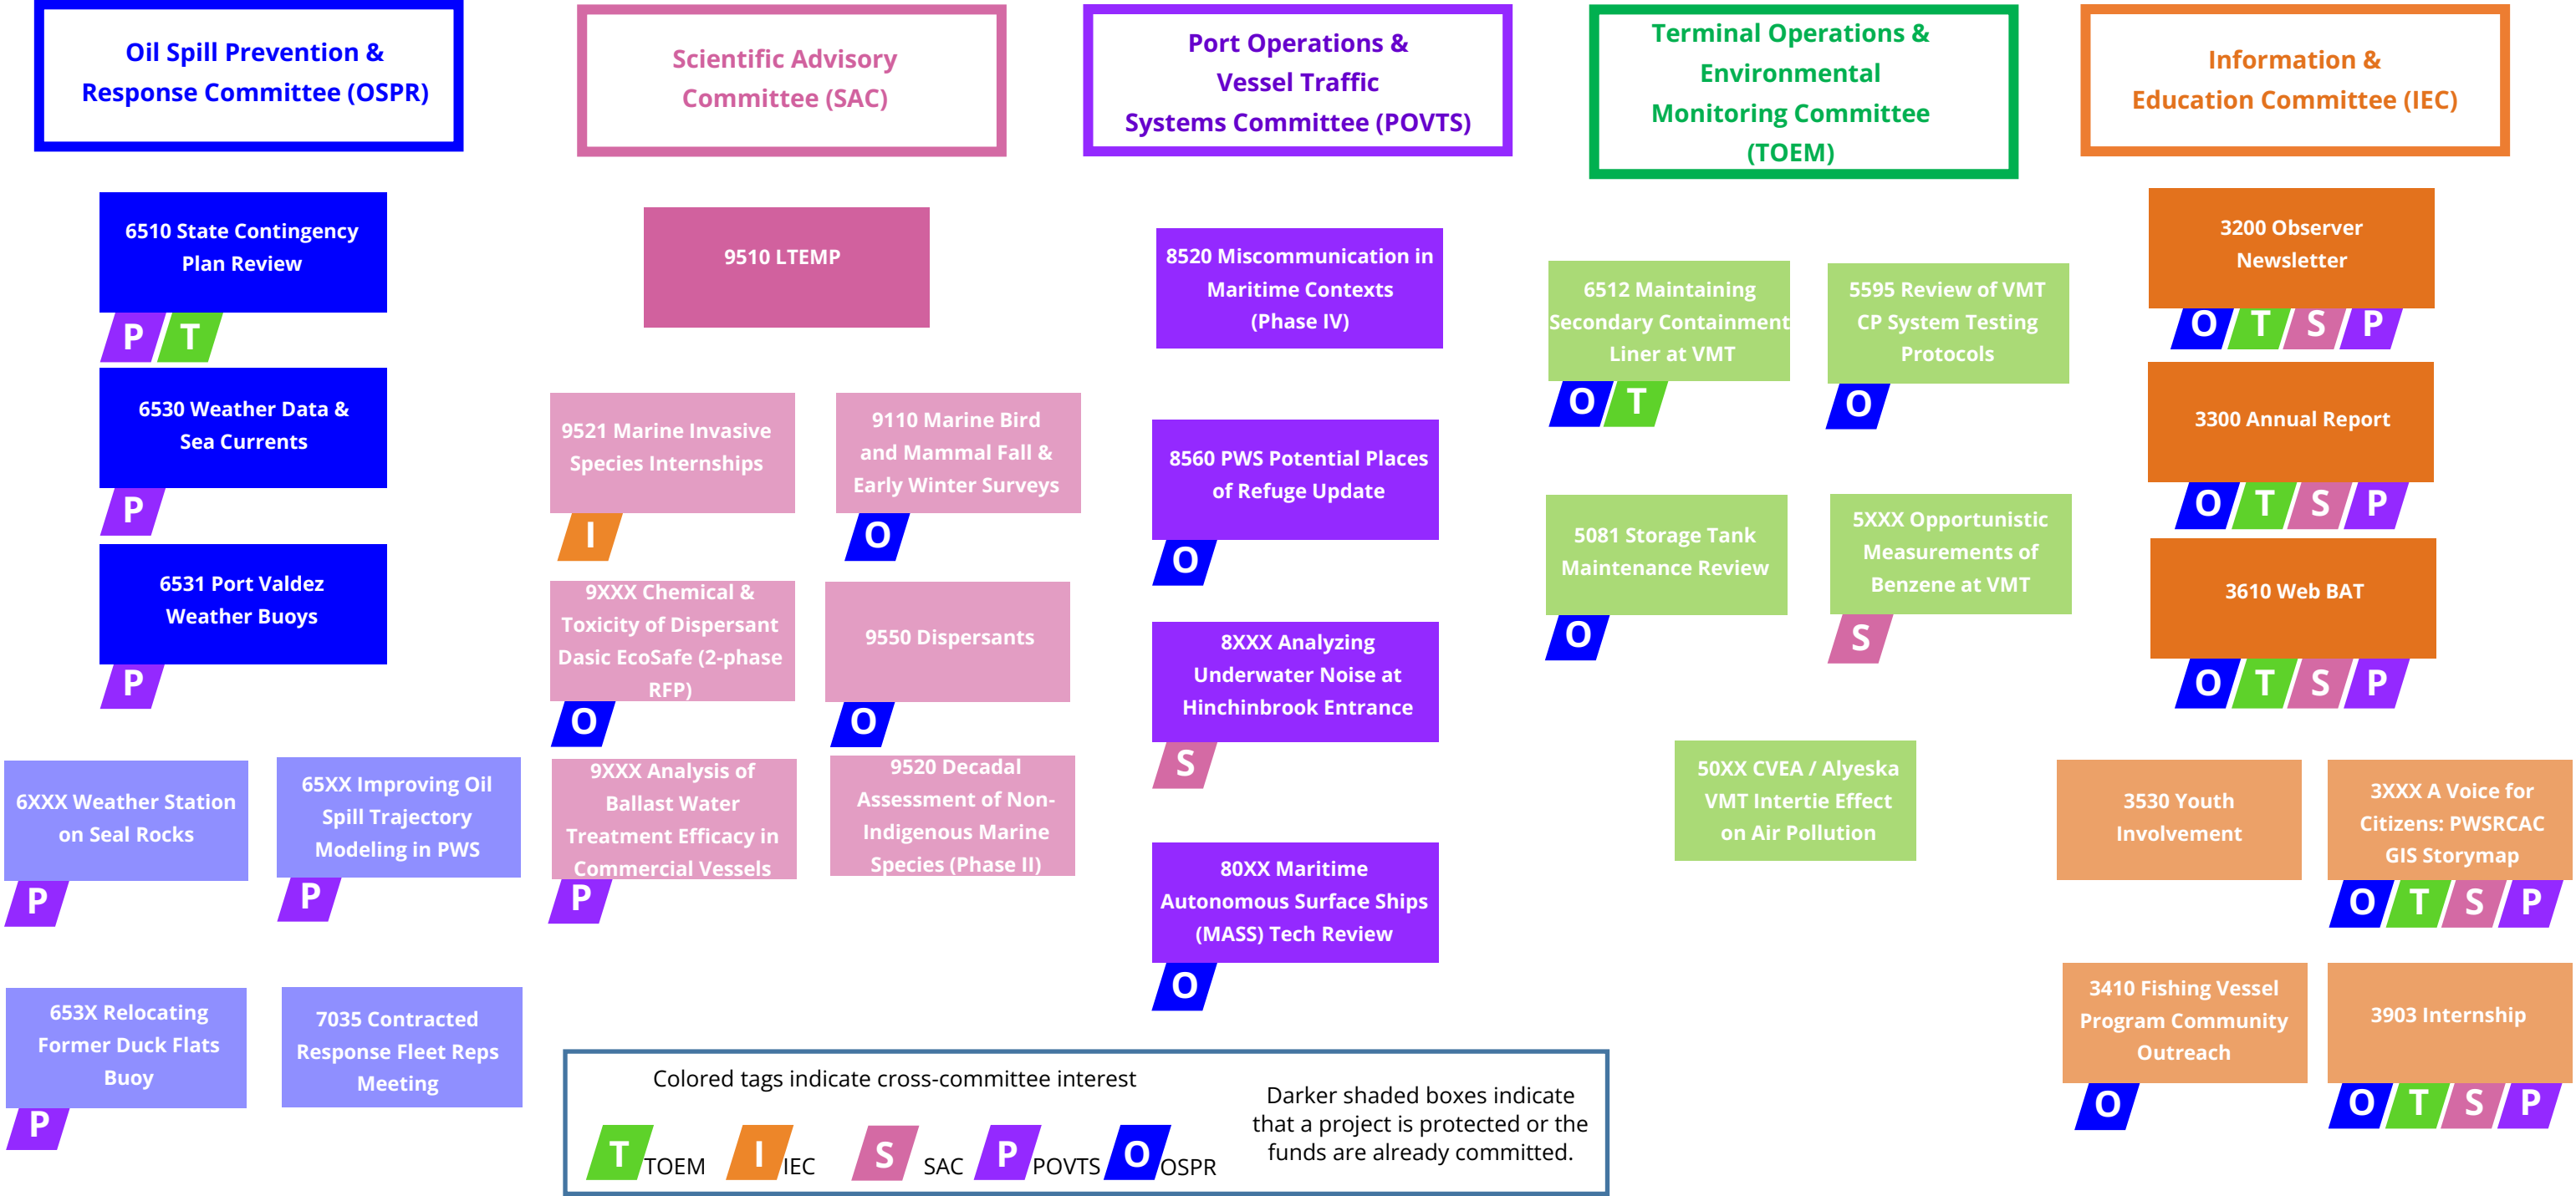 Oil Spill Prevention &
Response Committee (OSPR)
6510 State Contingency
Plan Review
P T
6530 Weather Data &
Sea Currents
P
6531 Port Valdez
Weather Buoys
P
6XXX Weather Station
on Seal Rocks
P
65XX Improving Oil
Spill Trajectory
Modeling in PWS
P
653X Relocating
Former Duck Flats
Buoy
P
7035 Contracted
Response Fleet Reps
Meeting
Scientific Advisory
Committee (SAC)
9510 LTEMP
9521 Marine Invasive
Species Internships
I
9110 Marine Bird
and Mammal Fall &
Early Winter Surveys
O
9XXX Chemical &
Toxicity of Dispersant
Dasic EcoSafe (2-phase
RFP)
O
9550 Dispersants
O
9XXX Analysis of
Ballast Water
Treatment Efficacy in
Commercial Vessels
P
9520 Decadal
Assessment of Non-
Indigenous Marine
Species (Phase II)
Port Operations &
Vessel Traffic
Systems Committee (POVTS)
8520 Miscommunication in
Maritime Contexts
(Phase IV)
8560 PWS Potential Places
of Refuge Update
O
8XXX Analyzing
Underwater Noise at
Hinchinbrook Entrance
S
80XX Maritime
Autonomous Surface Ships
(MASS) Tech Review
O
Terminal Operations &
Environmental
Monitoring Committee
(TOEM)
6512 Maintaining
Secondary Containment
Liner at VMT
O T
5595 Review of VMT
CP System Testing
Protocols
O
5081 Storage Tank
Maintenance Review
O
5XXX Opportunistic
Measurements of
Benzene at VMT
S
50XX CVEA / Alyeska
VMT Intertie Effect
on Air Pollution
Information &
Education Committee (IEC)
3200 Observer
Newsletter
O T S P
3300 Annual Report
O T S P
3610 Web BAT
O T S P
3530 Youth
Involvement
3XXX A Voice for
Citizens: PWSRCAC
GIS Storymap
O T S P
3410 Fishing Vessel
Program Community
Outreach
O
3903 Internship
O T S P
Colored tags indicate cross-committee interest
T TOEM I IEC S SAC P POVTS O OSPR
Darker shaded boxes indicate
that a project is protected or the
funds are already committed.